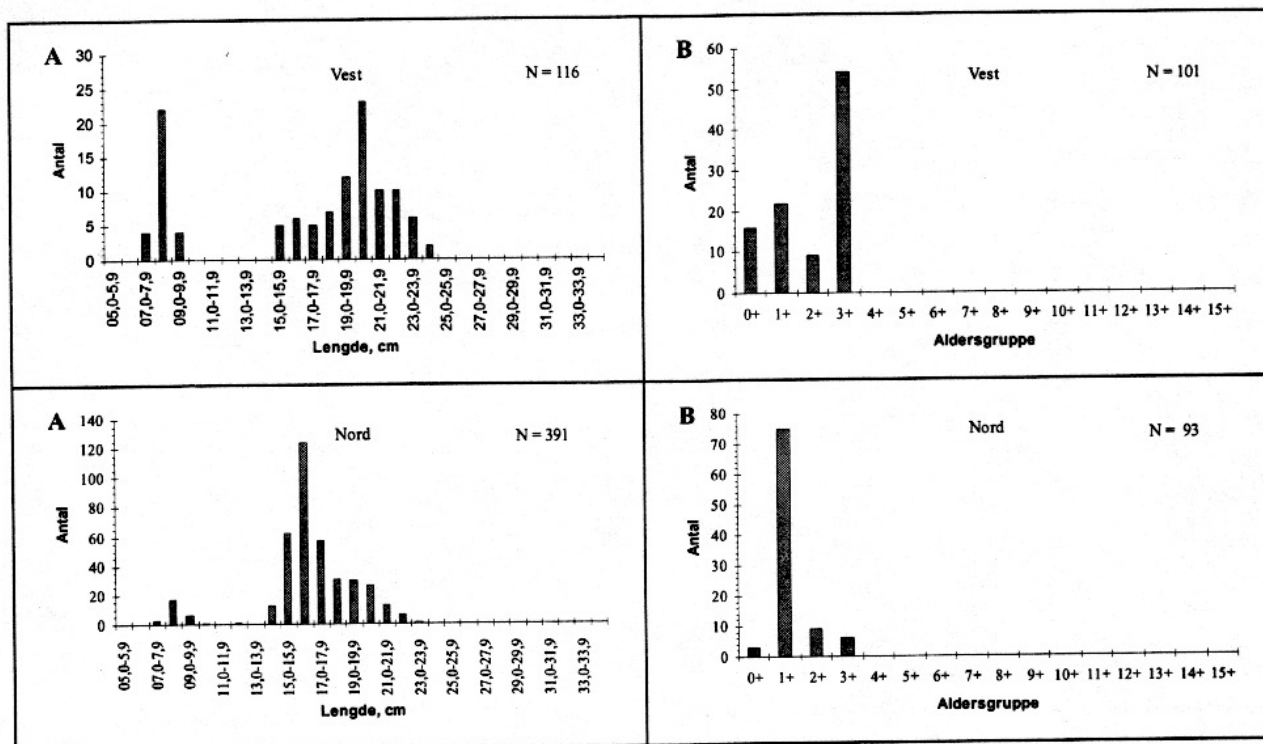 A
Vest
N = 116
30
25
20
15
10
5
0
Antal
05,0-5,9
07,0-7,9
09,0-9,9
11,0-11,9
13,0-13,9
15,0-15,9
17,0-17,9
19,0-19,9
21,0-21,9
23,0-23,9
25,0-25,9
27,0-27,9
29,0-29,9
31,0-31,9
33,0-33,9
Lengde, cm
B
Vest
N = 101
60
50
40
30
20
10
0
Antal
0+ 1+ 2+ 3+ 4+ 5+ 6+ 7+ 8+ 9+ 10+ 11+ 12+ 13+ 14+ 15+
Aldersgruppe
A
Nord
N = 391
140
120
100
80
60
40
20
0
Antal
05,0-5,9
07,0-7,9
09,0-9,9
11,0-11,9
13,0-13,9
15,0-15,9
17,0-17,9
19,0-19,9
21,0-21,9
23,0-23,9
25,0-25,9
27,0-27,9
29,0-29,9
31,0-31,9
33,0-33,9
Lengde, cm
B
Nord
N = 93
80
70
60
50
40
30
20
10
0
Antal
0+ 1+ 2+ 3+ 4+ 5+ 6+ 7+ 8+ 9+ 10+ 11+ 12+ 13+ 14+ 15+
Aldersgruppe